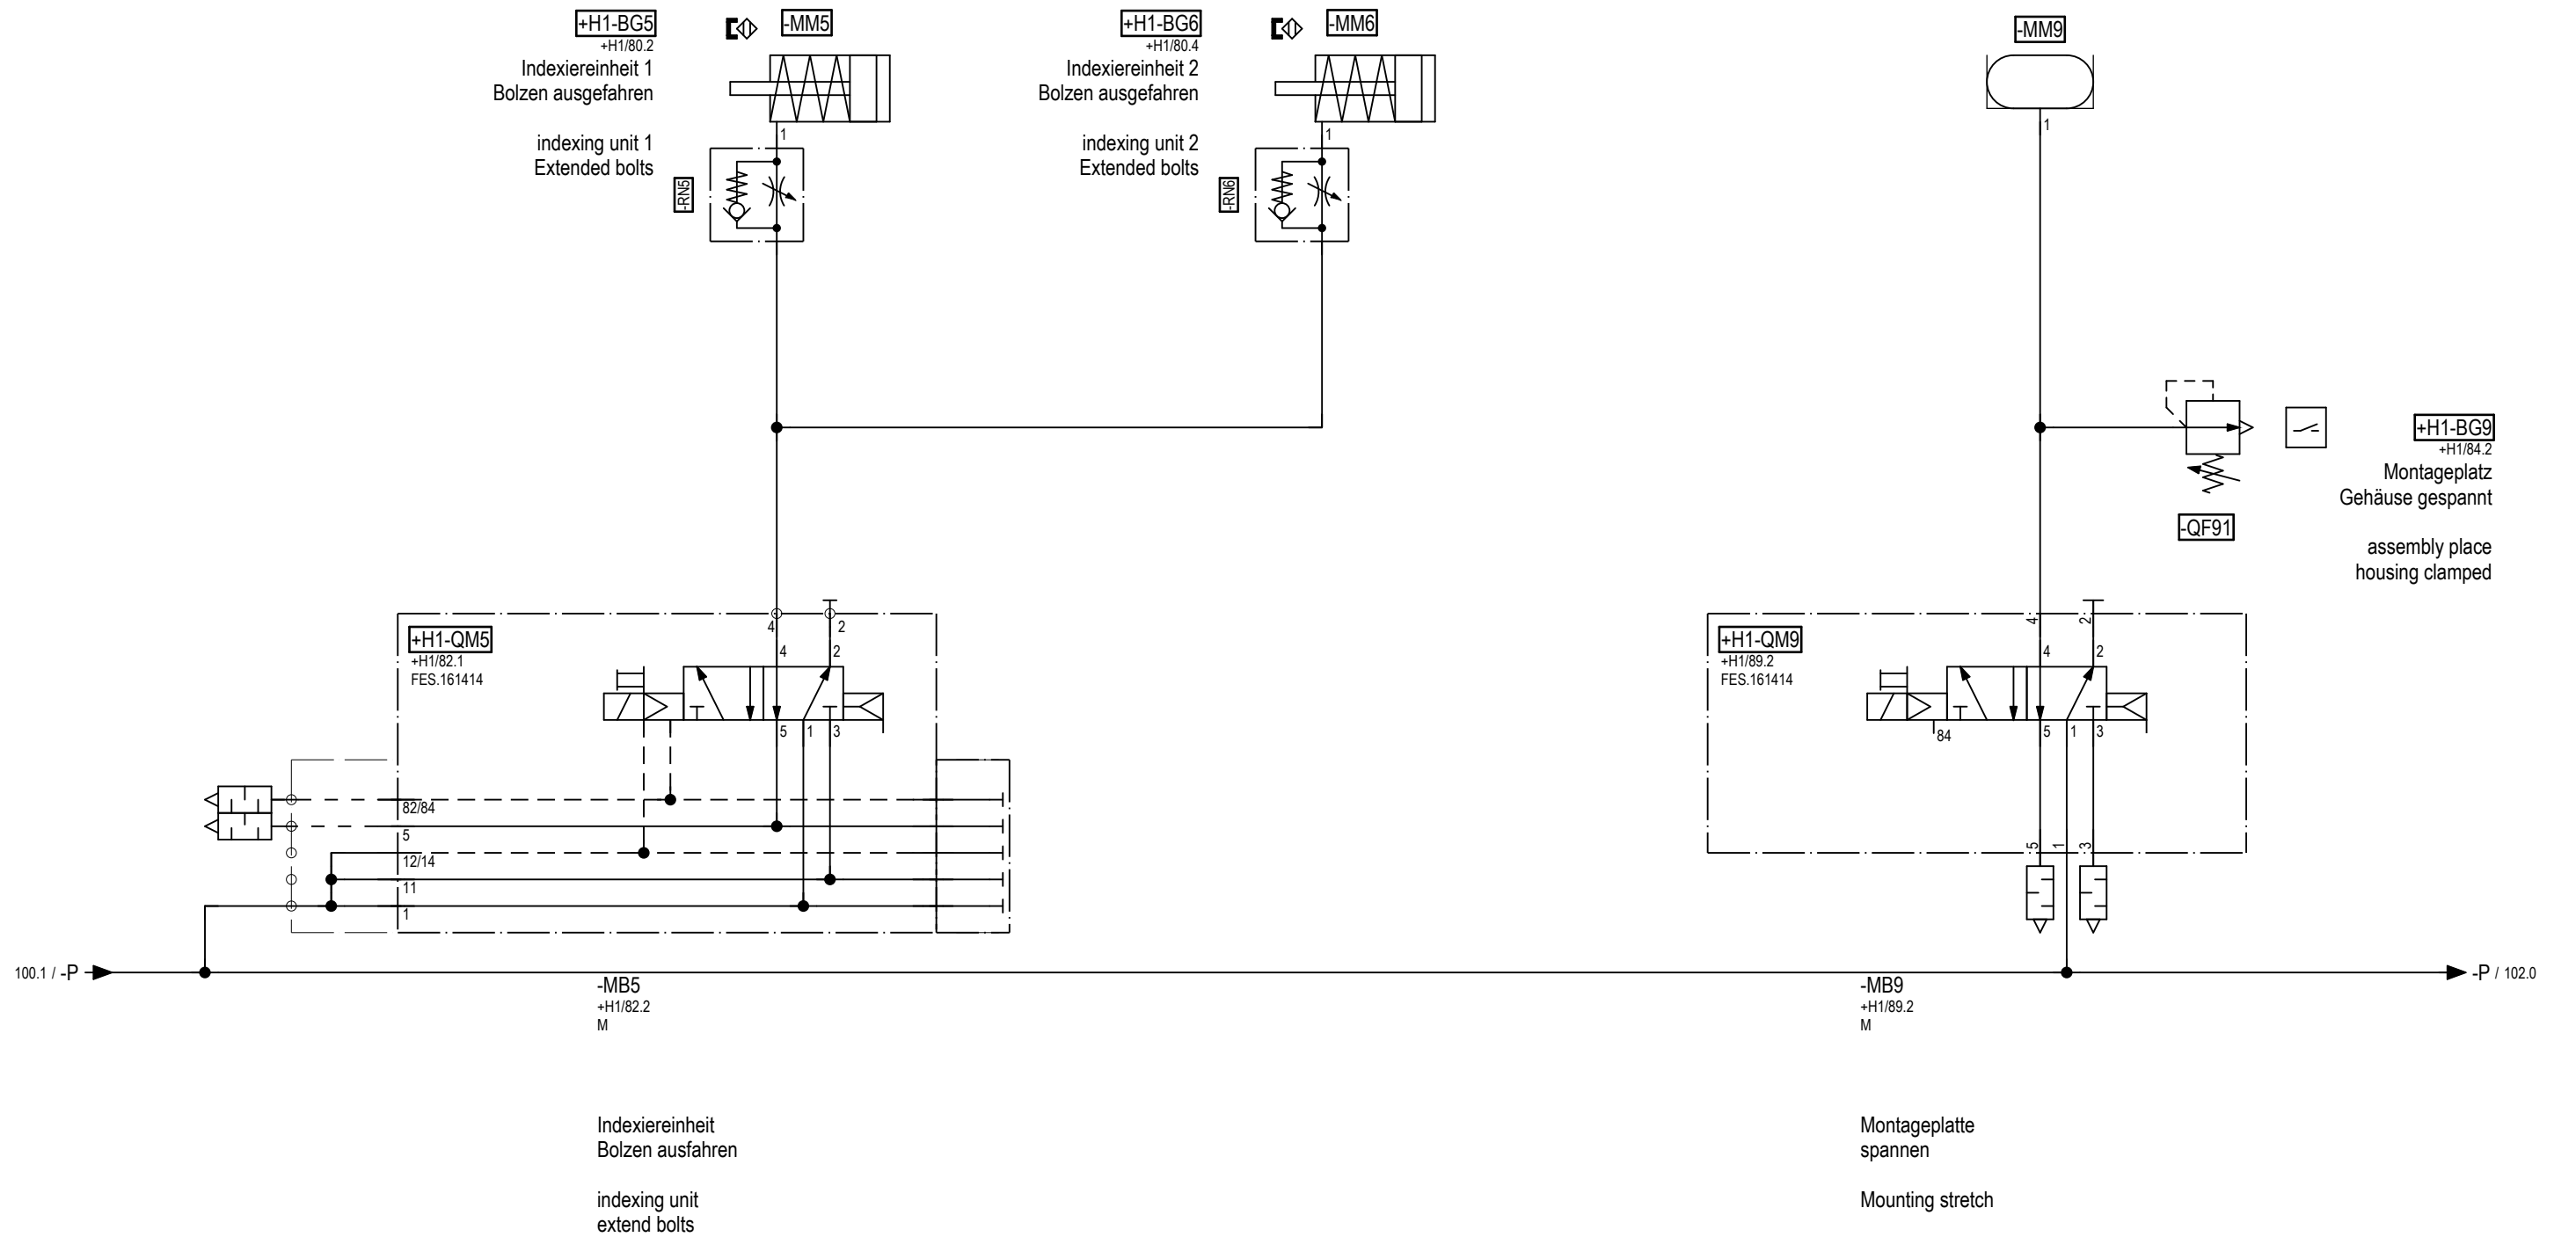 +H1-BG5
+H1/80.2
Indexiereinheit 1
Bolzen ausgefahren
indexing unit 1
Extended bolts
-MM5
1
-RN5
+H1-BG6
+H1/80.4
Indexiereinheit 2
Bolzen ausgefahren
indexing unit 2
Extended bolts
-MM6
1
-RN6
-MM9
1
+H1-BG9
+H1/84.2
Montageplatz
Gehäuse gespannt
assembly place
housing clamped
-QF91
+H1-QM5
+H1/82.1
FES.161414
4 2
4 2
5 1 3
82/84
5
12/14
11
1
+H1-QM9
+H1/89.2
FES.161414
4 2
4 2
84 5 1 3
5 1 3
100.1 / -P
-P / 102.0
-MB5
+H1/82.2
M
Indexiereinheit
Bolzen ausfahren
indexing unit
extend bolts
-MB9
+H1/89.2
M
Montageplatte
spannen
Mounting stretch